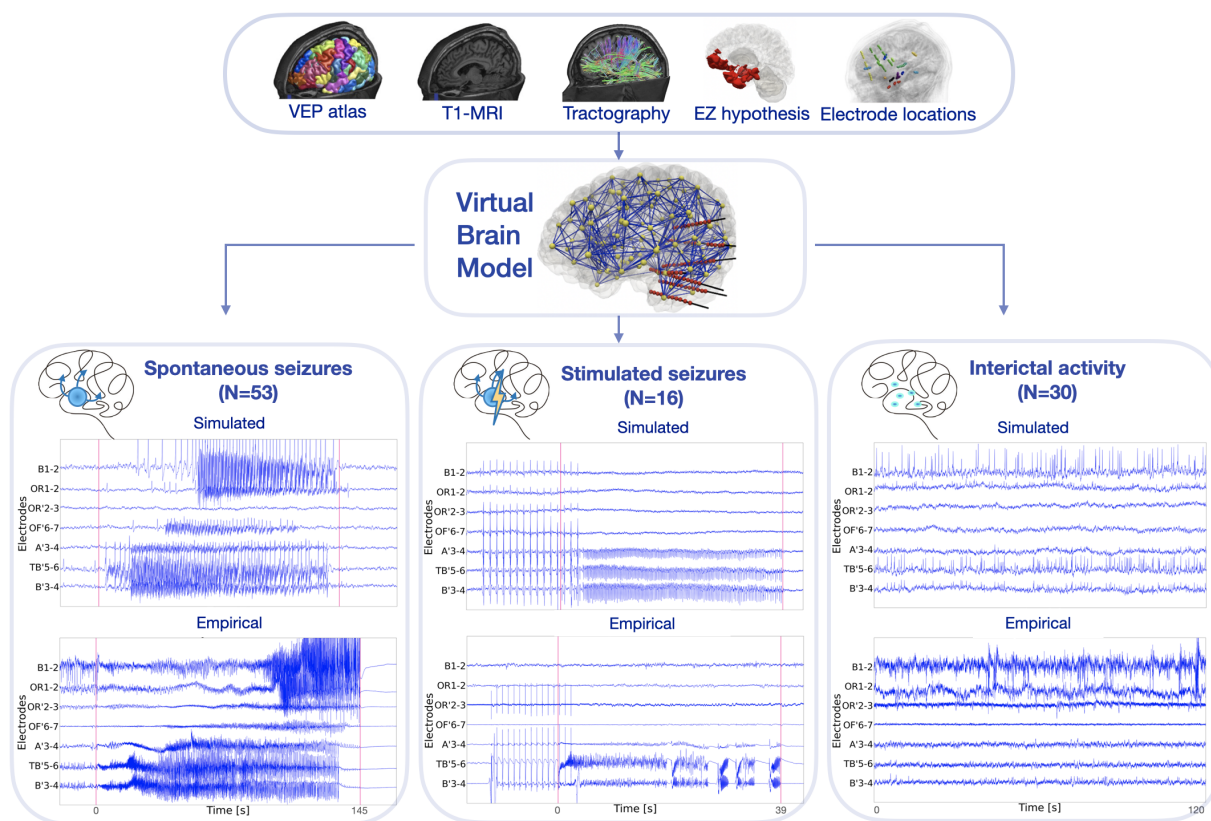 VEP atlas
T1-MRI
Tractography
EZ hypothesis
Electrode locations
Virtual
Brain
Model
Spontaneous seizures
(N=53)
Simulated
Electrodes
B1-2
OR1-2
OR'2-3
OF'6-7
A'3-4
TB'5-6
B'3-4
Empirical
Electrodes
B1-2
OR1-2
OR'2-3
OF'6-7
A'3-4
TB'5-6
B'3-4
0
Time [s]
145
Stimulated seizures
(N=16)
Simulated
Electrodes
B1-2
OR1-2
OR'2-3
OF'6-7
A'3-4
TB'5-6
B'3-4
Empirical
Electrodes
B1-2
OR1-2
OR'2-3
OF'6-7
A'3-4
TB'5-6
B'3-4
0
Time [s]
39
Interictal activity
(N=30)
Simulated
Electrodes
B1-2
OR1-2
OR'2-3
OF'6-7
A'3-4
TB'5-6
B'3-4
Empirical
Electrodes
B1-2
OR1-2
OR'2-3
OF'6-7
A'3-4
TB'5-6
B'3-4
0
Time [s]
120